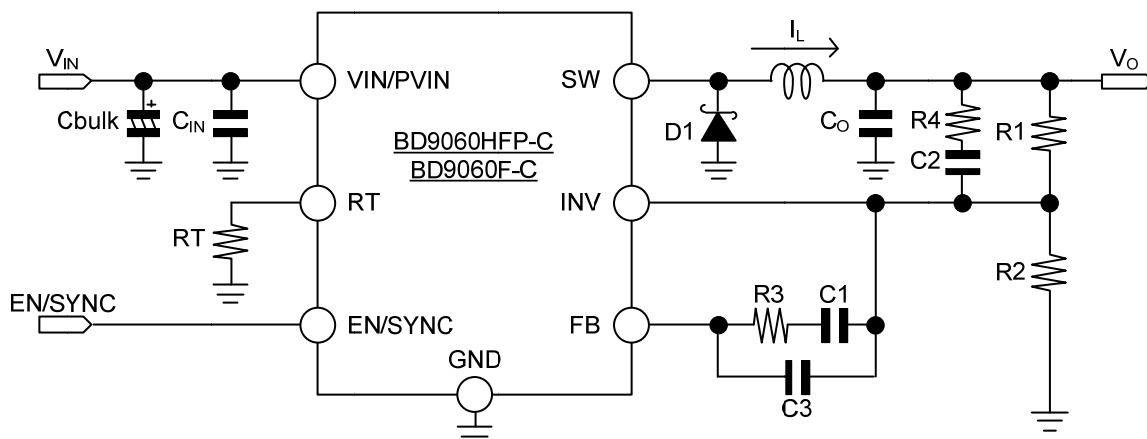 V_IN
VIN/PVIN
SW
I_L
V_O
Cbulk
+
C_IN
BD9060HFP-C
BD9060F-C
D1
C_O
R4
C2
R1
RT
INV
RT
R2
EN/SYNC
EN/SYNC
FB
R3
C1
C3
GND